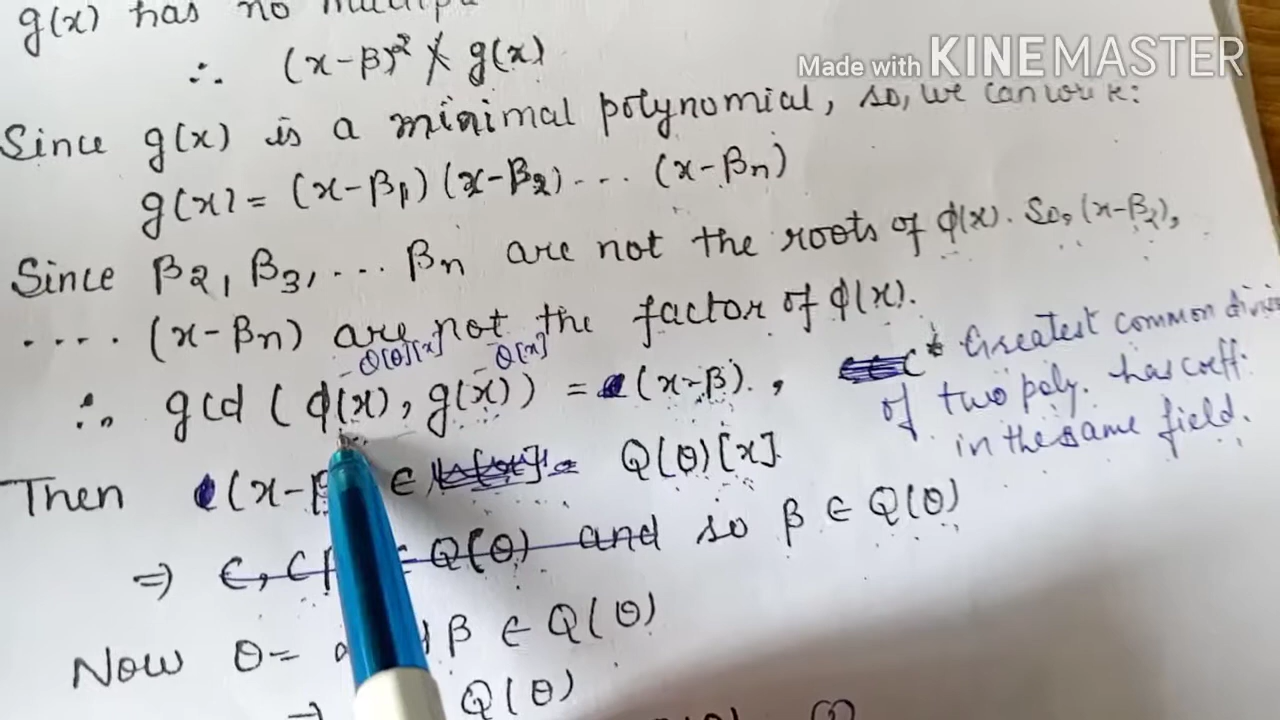 g(x) has no
∴ (x-β)² ∤ g(x)
Made with KINEMASTER
Since g(x) is a minimal polynomial, so, we can
g(x) = (x-β₁) (x-β₂) ... (x-βn)
Since β₂, β₃, ... βn are not the roots of ϕ(x). So, (x-β₂),
.... (x-βn) are not the factor of ϕ(x).
Q(θ)[x] Q[x]
∴ gcd (ϕ(x), g(x)) = (x-β).,
* Greatest common
of two poly. has coeff.
in the same field.
Then (x- ∈ Q(θ)[x].
⇒ Q(θ) and so β ∈ Q(θ)
Now θ= β ∈ Q(θ)
⇒ Q(θ)